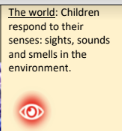 The world: Children
respond to their
senses: sights, sounds
and smells in the
environment.